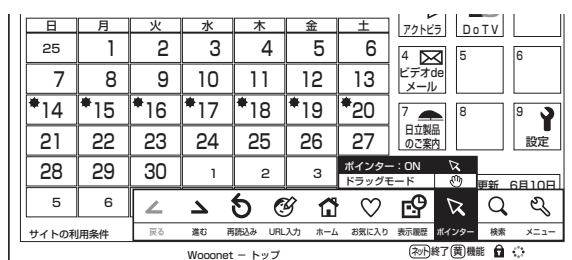 日 月 火 水 木 金 土
アクトビラ DoTV
25 1 2 3 4 5 6
4 5 6
ビデオde
メール
7 8 9 10 11 12 13
14 15 16 17 18 19 20
7 8 9
日立製品
のご案内
設定
21 22 23 24 25 26 27
28 29 30 1 2 3
ポインター：ON
ドラッグモード
更新 6月10日
5 6
戻る 進む 再読込み URL入力 ホーム お気に入り 表示履歴 ポインター 検索 メニュー
サイトの利用条件
Wooonet － トップ
ネット終了 黄機能